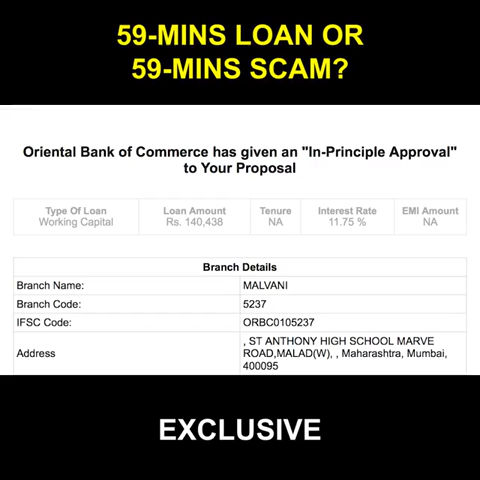 59-MINS LOAN OR
59-MINS SCAM?
Oriental Bank of Commerce has given an "In-Principle Approval"
to Your Proposal
Type Of Loan Loan Amount Tenure Interest Rate EMI Amount
Working Capital Rs. 140,438 NA 11.75 % NA
Branch Details
Branch Name: MALVANI
Branch Code: 5237
IFSC Code: ORBC0105237
Address , ST ANTHONY HIGH SCHOOL MARVE
ROAD,MALAD(W), , Maharashtra, Mumbai,
400095
EXCLUSIVE